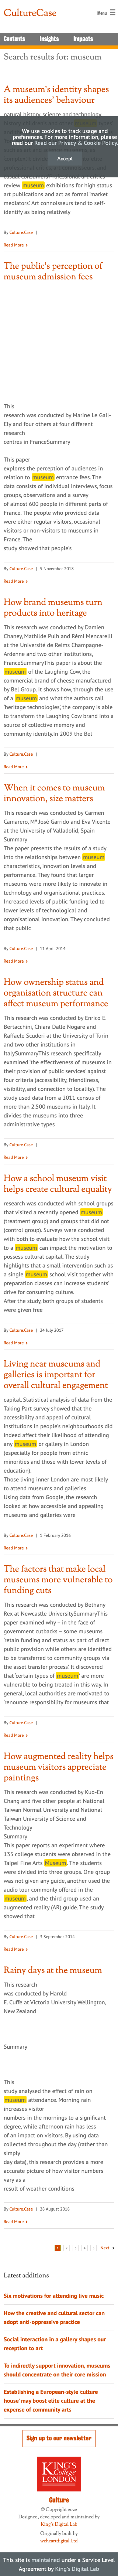 CultureCase
Menu
Contents Insights Impacts
Search results for: museum
A museum's identity shapes
its audiences' behaviour
natural history, science and technology
We use cookies to track usage and
preferences. For more information, please
read our Read our Privacy & Cookie Policy.
Accept
review museum exhibitions for high status
publications and act as formal market
mediators'. Art and design museums tend to
self-identify as being relatively
By Culture Case |
Read More
The public's perception of
museum admission fees
This
research was conducted by Marine Le Gall-
Ely and four others at four different
research
centres in FranceSummary
This paper
explores the perception of audiences in
relation to museum entrance fees. The
data consists of individual interviews, focus
groups, observations and a survey
of almost 600 people in different parts of
France. The people who provided data
were either regular visitors, occasional
visitors or non-visitors to museums in
France. The
study showed that people's
By Culture Case | 5 November 2018
Read More
How brand museums turn
products into heritage
This research was conducted by Damien
Chaney, Mathilde Pulh and Rémi Mencarelli
at the Université de Reims Champagne-
Ardenne and two other institutions,
FranceSummaryThis paper is about the
museum of the Laughing Cow, the
commercial brand of cheese manufactured
by Bel Group. It shows how, through the use
of a museum and what the authors call
'heritage techniques', the company attempts
to transform the Laughing Cow brand into a
symbol of local heritage and a wider
community identity.In 2009 the Bel
By Culture Case |
Read More
When it comes to museum
innovation, size matters
This research was conducted by Carmen
Camarero, Mª José Garrido and Eva Vicente
at the University of Valladolid, Spain
Summary
The paper presents the results of a study
into the relationships between museum
characteristics, innovation levels and
performance. It found that larger
museums were more likely to innovate in
technology and organisational practices.
Increased levels of public funding led to
lower levels of technological and
organisational innovation. They concluded
that public
By Culture Case | 11 April 2014
Read More
How ownership status and
organisation structure can
affect museum performance
This research was conducted by Enrico E.
Bertacchini, Chiara Dalle Nogare and
Raffaele Scuderi at the University of Turin
and two other institutions in
ItalySummaryThis research specifically
examined 'the effectiveness of museums in
achieving goals' as judged against their
four criteria (accessibility, visitors,
visibility, and connection to locality). The
study used data from a 2011 census of
more than 2,500 museums in Italy. It
divides the museums into three
administrative types
By Culture Case |
Read More
How a school museum visit
helps create cultural equality
research was conducted with school groups
that visited a recently opened museum
(treatment group) and groups that did not
(control group). Surveys were conducted
with both to evaluate how the school visit
to a museum can impact the motivation to
acquire cultural capital. The study
highlights that a small intervention such as
a single museum school visit together with
information classes can increase students'
drive for consuming culture.
After the study, groups of both students
were given free
By Culture Case | 24 July 2017
Read More
Living near museums and
galleries is important for
overall cultural engagement
capital, Statistical analysis of data from the
Taking Part survey showed that the
accessibility and appeal of cultural
institutions in people's neighbourhoods did
increase the likelihood of them attending
any museum or gallery in London
(especially for people from ethnic
minorities and those with lower levels of
education).
Those living nearer London are most likely
to attend museums and galleries
Using data from Google, the research
looked at how accessible and appealing
museums and galleries were
By Culture Case | 1 February 2016
Read More
The factors that make local
museums more vulnerable to
funding cuts
This research was conducted by Bethany
Rex at Newcastle UniversitySummaryThis
paper examined why – in the face of
government austerity – local authorities
decided to put certain museums in public
ownership forward to be transferred by
the asset transfer process. It discovered
that 'certain types of museum are more
vulnerable to being treated in this way. In
general, local authorities are motivated to
'renounce responsibility for museums that
By Culture Case |
Read More
How augmented reality helps
museum visitors appreciate
paintings
This research was conducted by Kuo-En
Chang and five other people at National
Taiwan Normal University and National
Taiwan University of Science and
Technology
Summary
This paper reports an experiment where
135 college students were observed in the
Taipei Fine Arts Museum. The students
were divided into three groups. One group
was not given any guide, another used the
audio commentary offered in the
museum, and the third group used an
augmented reality (AR) guide. The study
showed that
By Culture Case | 3 September 2014
Read More
Rainy days at the museum
This research
was conducted by Harold
E. Cuffe at Victoria University Wellington,
New Zealand
Summary
This
study analysed the effect of rain on
museum attendance. Morning rain
increases visitor
numbers in the mornings to a significant
degree, while afternoon rain has less
of an impact on visitors. By using data
collected throughout the day (rather than
simply
daily data), this research provides a more
accurate picture of how visitor numbers
vary as a
result of weather conditions
By Culture Case | 28 August 2018
Read More
1 2 3 4 5 Next
Latest additions
Six motivations for attending live music
How the creative and cultural sector can
adopt anti-oppressive practice
Social interaction in gallery shapes our
reception to art
To indirectly support innovation, museums
should concentrate on their core mission
Establishing a European-style 'culture
house' may boost elite culture at the
expense of community arts
Sign up to our newsletter
KING'S
College
LONDON
Culture
© Copyright 2020
Designed, developed and maintained by
King's Digital Lab
Originally built by
webheartdigital Ltd
This site is maintained under a Service Level
Agreement by King's Digital Lab